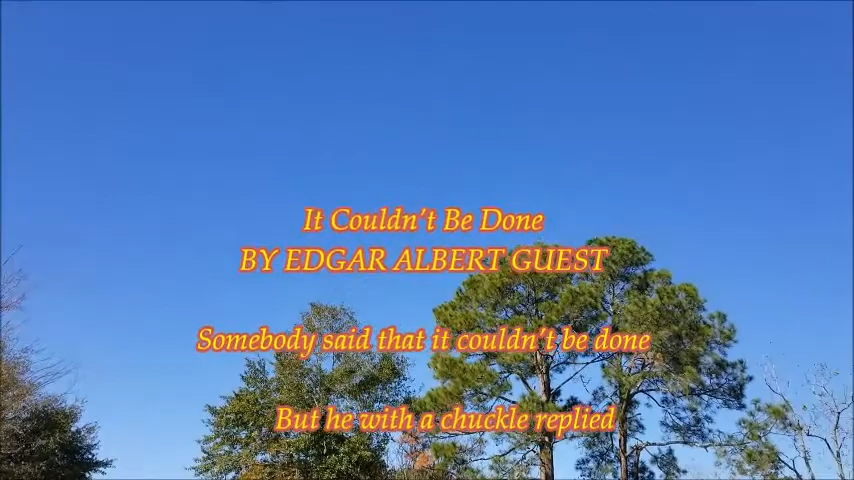 It Couldn't Be Done
BY EDGAR ALBERT GUEST
Somebody said that it couldn't be done
But he with a chuckle replied